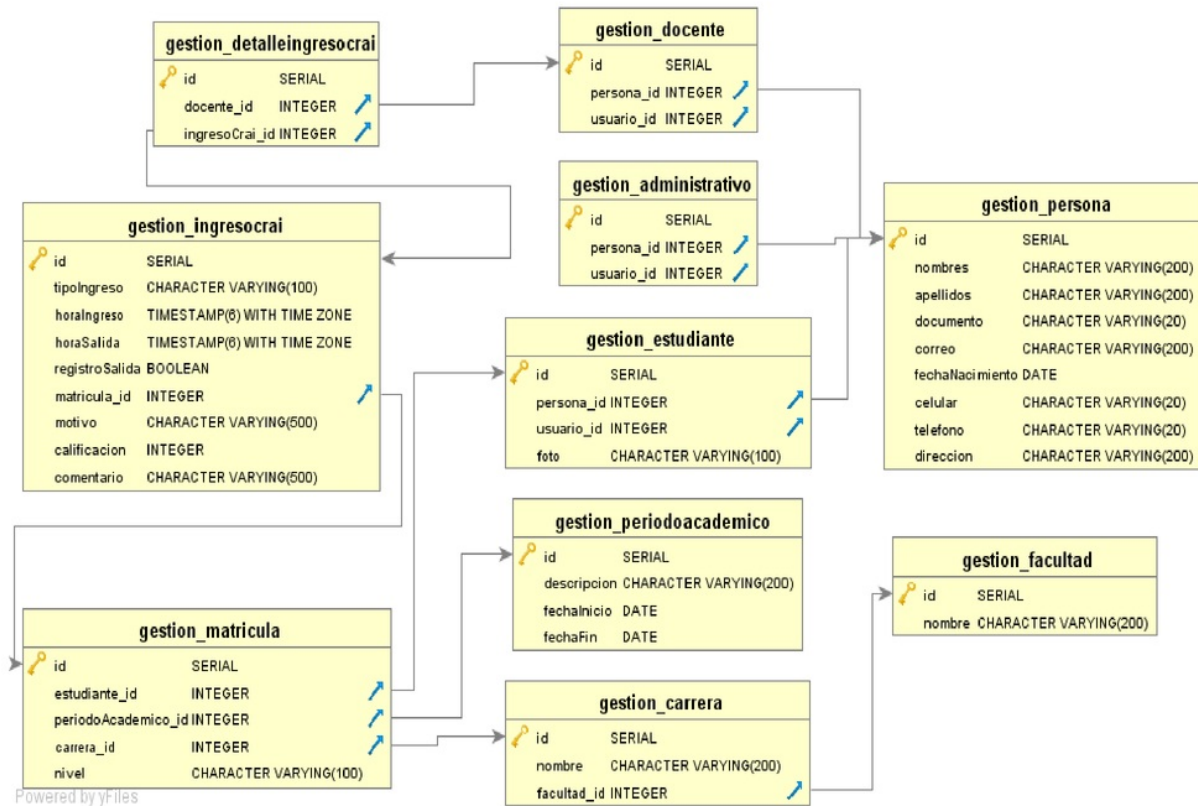 gestion_detalleingresocrai
id SERIAL
docente_id INTEGER
ingresoCrai_id INTEGER
gestion_docente
id SERIAL
persona_id INTEGER
usuario_id INTEGER
gestion_administrativo
id SERIAL
persona_id INTEGER
usuario_id INTEGER
gestion_persona
id SERIAL
nombres CHARACTER VARYING(200)
apellidos CHARACTER VARYING(200)
documento CHARACTER VARYING(20)
correo CHARACTER VARYING(200)
fechaNacimiento DATE
celular CHARACTER VARYING(20)
telefono CHARACTER VARYING(20)
direccion CHARACTER VARYING(200)
gestion_ingresocrai
id SERIAL
tipoIngreso CHARACTER VARYING(100)
horaIngreso TIMESTAMP(6) WITH TIME ZONE
horaSalida TIMESTAMP(6) WITH TIME ZONE
registroSalida BOOLEAN
matricula_id INTEGER
motivo CHARACTER VARYING(500)
calificacion INTEGER
comentario CHARACTER VARYING(500)
gestion_estudiante
id SERIAL
persona_id INTEGER
usuario_id INTEGER
foto CHARACTER VARYING(100)
gestion_periodoacademico
id SERIAL
descripcion CHARACTER VARYING(200)
fechaInicio DATE
fechaFin DATE
gestion_facultad
id SERIAL
nombre CHARACTER VARYING(200)
gestion_matricula
id SERIAL
estudiante_id INTEGER
periodoAcademico_id INTEGER
carrera_id INTEGER
nivel CHARACTER VARYING(100)
gestion_carrera
id SERIAL
nombre CHARACTER VARYING(200)
facultad_id INTEGER
Powered by yFiles